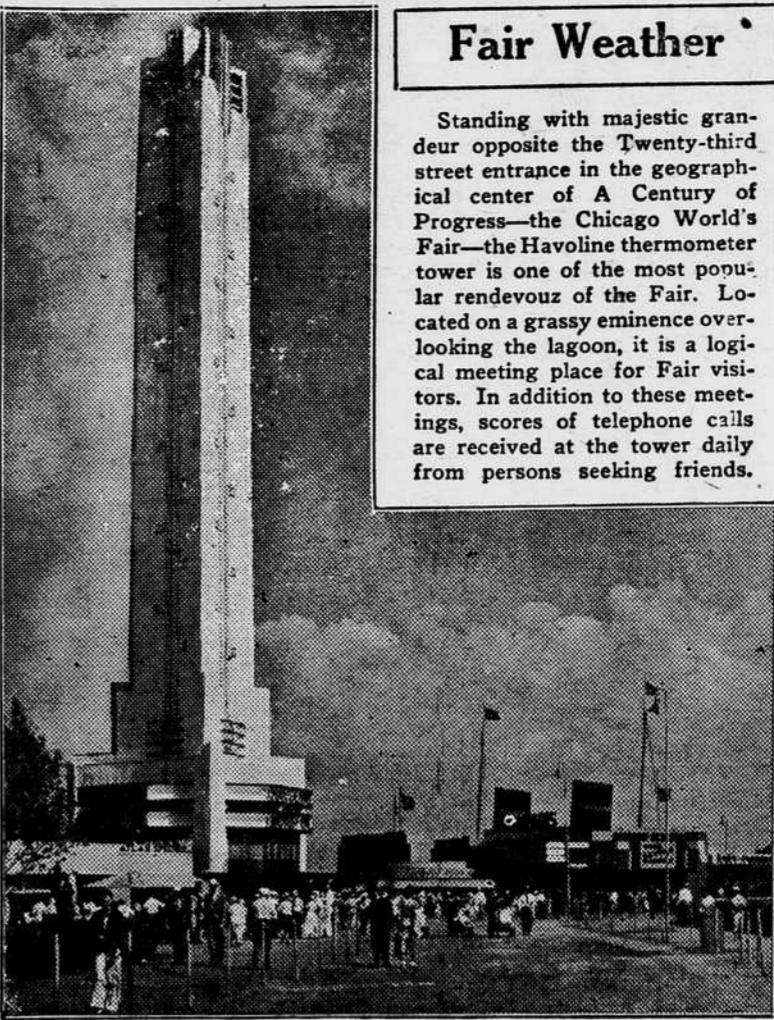 Fair Weather
Standing with majestic gran-
deur opposite the Twenty-third
street entrance in the geograph-
ical center of A Century of
Progress—the Chicago World's
Fair—the Havoline thermometer
tower is one of the most popu-
lar rendevouz of the Fair. Lo-
cated on a grassy eminence over-
looking the lagoon, it is a logi-
cal meeting place for Fair visi-
tors. In addition to these meet-
ings, scores of telephone calls
are received at the tower daily
from persons seeking friends.